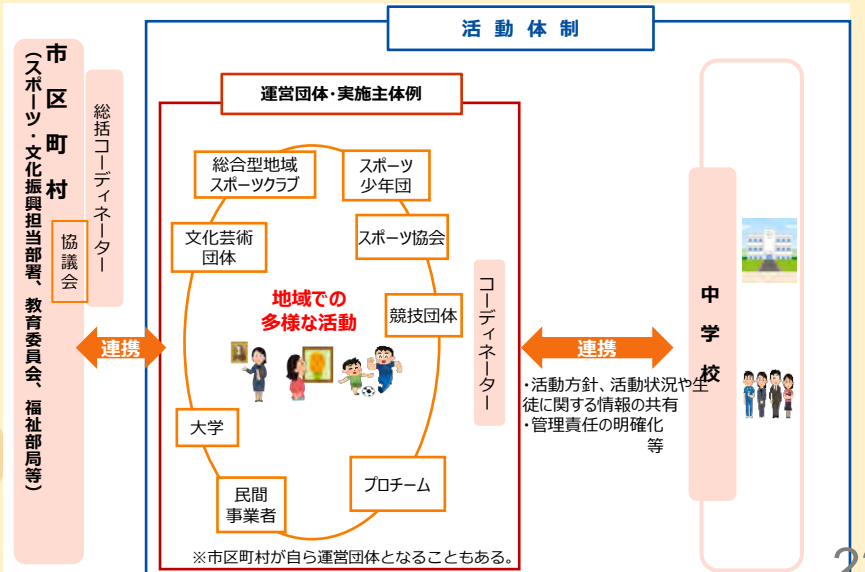 活動体制
市区町村
（スポーツ・文化振興担当部署、教育委員会、福祉部局等）
総括コーディネーター
協議会
連携
運営団体・実施主体例
総合型地域
スポーツクラブ
スポーツ
少年団
文化芸術
団体
スポーツ協会
地域での
多様な活動
競技団体
コーディネーター
大学
民間
事業者
プロチーム
※市区町村が自ら運営団体となることもある。
連携
・活動方針、活動状況や生
徒に関する情報の共有
・管理責任の明確化
等
中学校